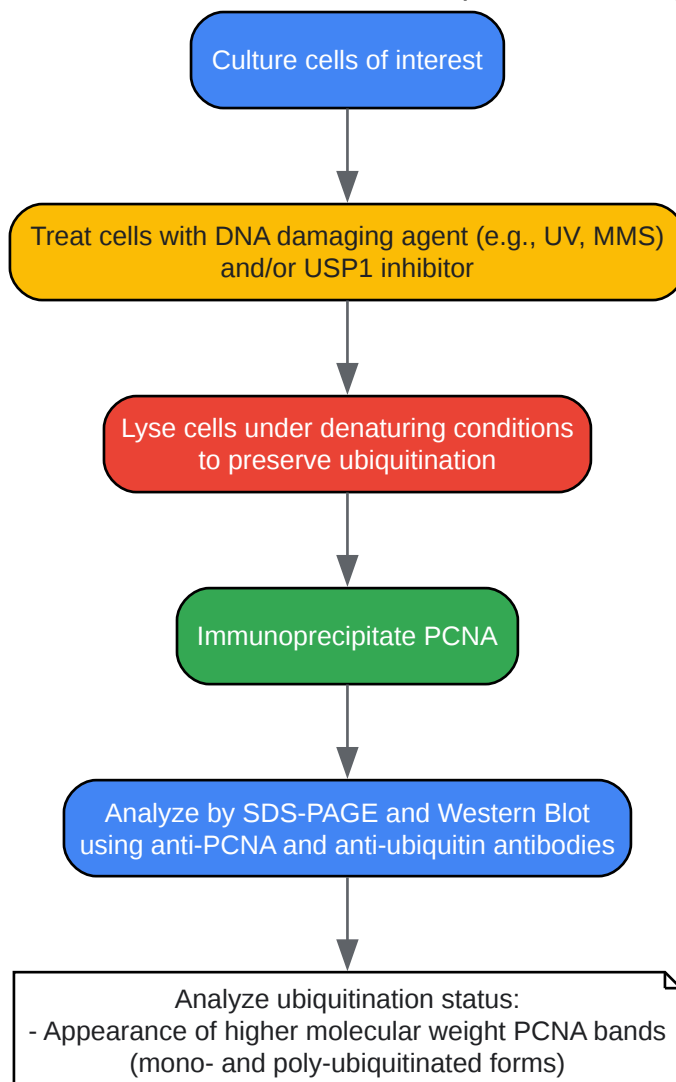 Culture cells of interest
Treat cells with DNA damaging agent (e.g., UV, MMS)
and/or USP1 inhibitor
Lyse cells under denaturing conditions
to preserve ubiquitination
Immunoprecipitate PCNA
Analyze by SDS-PAGE and Western Blot
using anti-PCNA and anti-ubiquitin antibodies
Analyze ubiquitination status:
- Appearance of higher molecular weight PCNA bands
(mono- and poly-ubiquitinated forms)